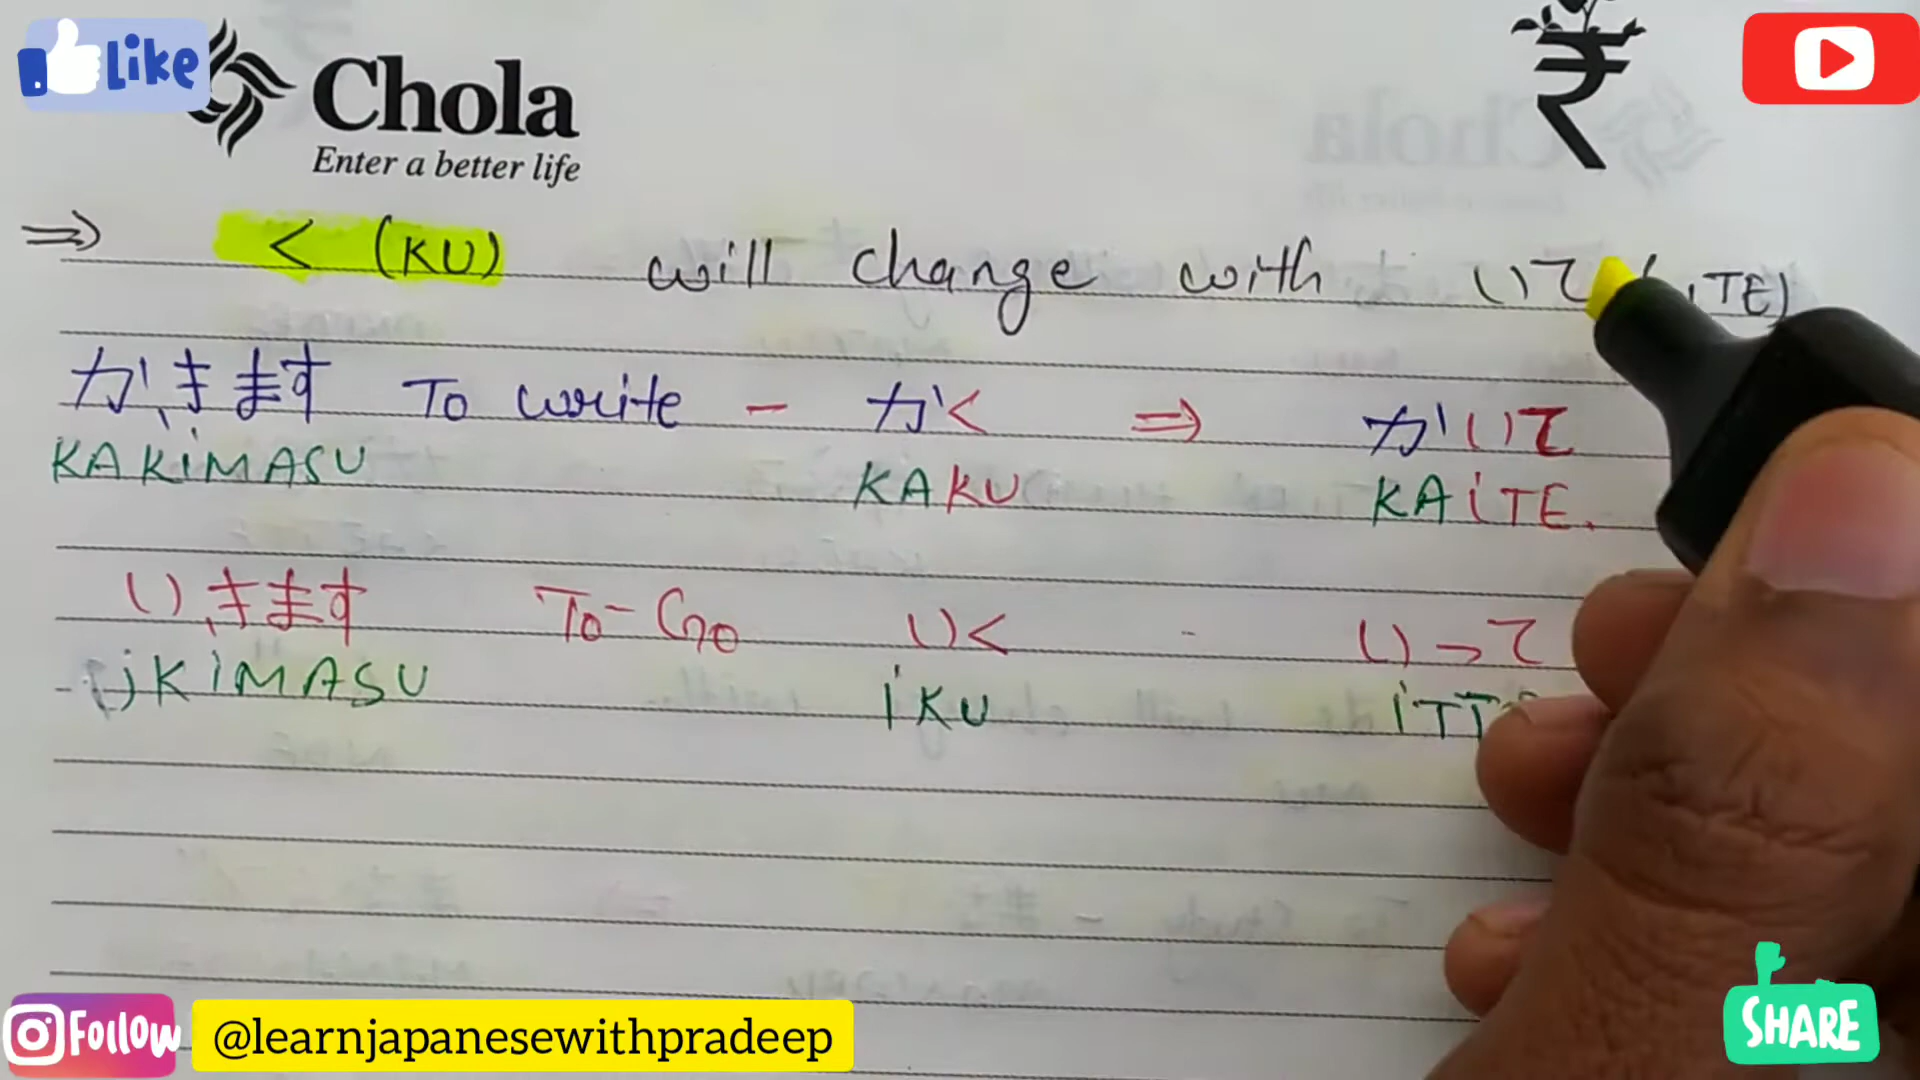 Like
Chola
Enter a better life
⇒ く (KU) will change with いて (iTE)
かきます To write - かく ⇒ かいて
KAKiMASU KAKU KAiTE.
いきます To-Go いく - いって
iKiMASU iKU iTT
Follow @learnjapanesewithpradeep
SHARE